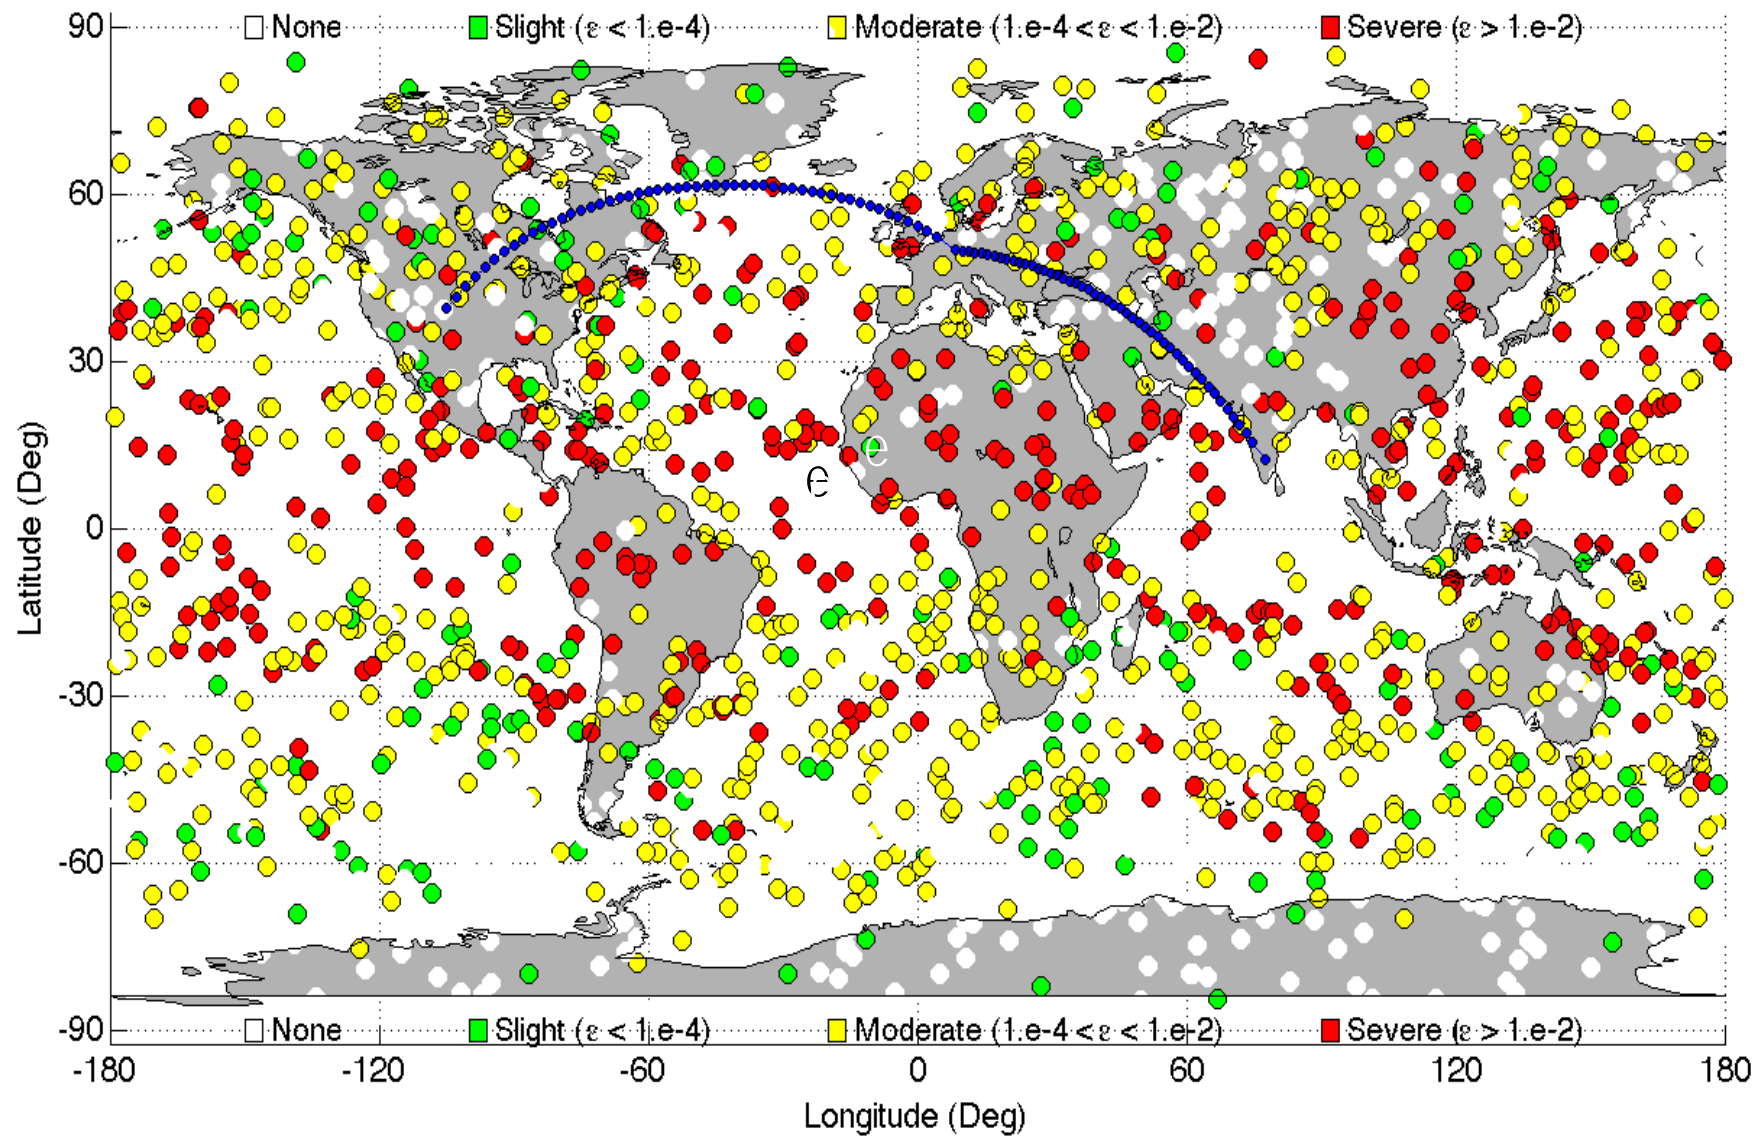 None Slight (ε < 1.e-4) Moderate (1.e-4 < ε < 1.e-2) Severe (ε > 1.e-2)
90
60
30
0
-30
-60
-90
Latitude (Deg)
e
e
None Slight (ε < 1.e-4) Moderate (1.e-4 < ε < 1.e-2) Severe (ε > 1.e-2)
-180 -120 -60 0 60 120 180
Longitude (Deg)